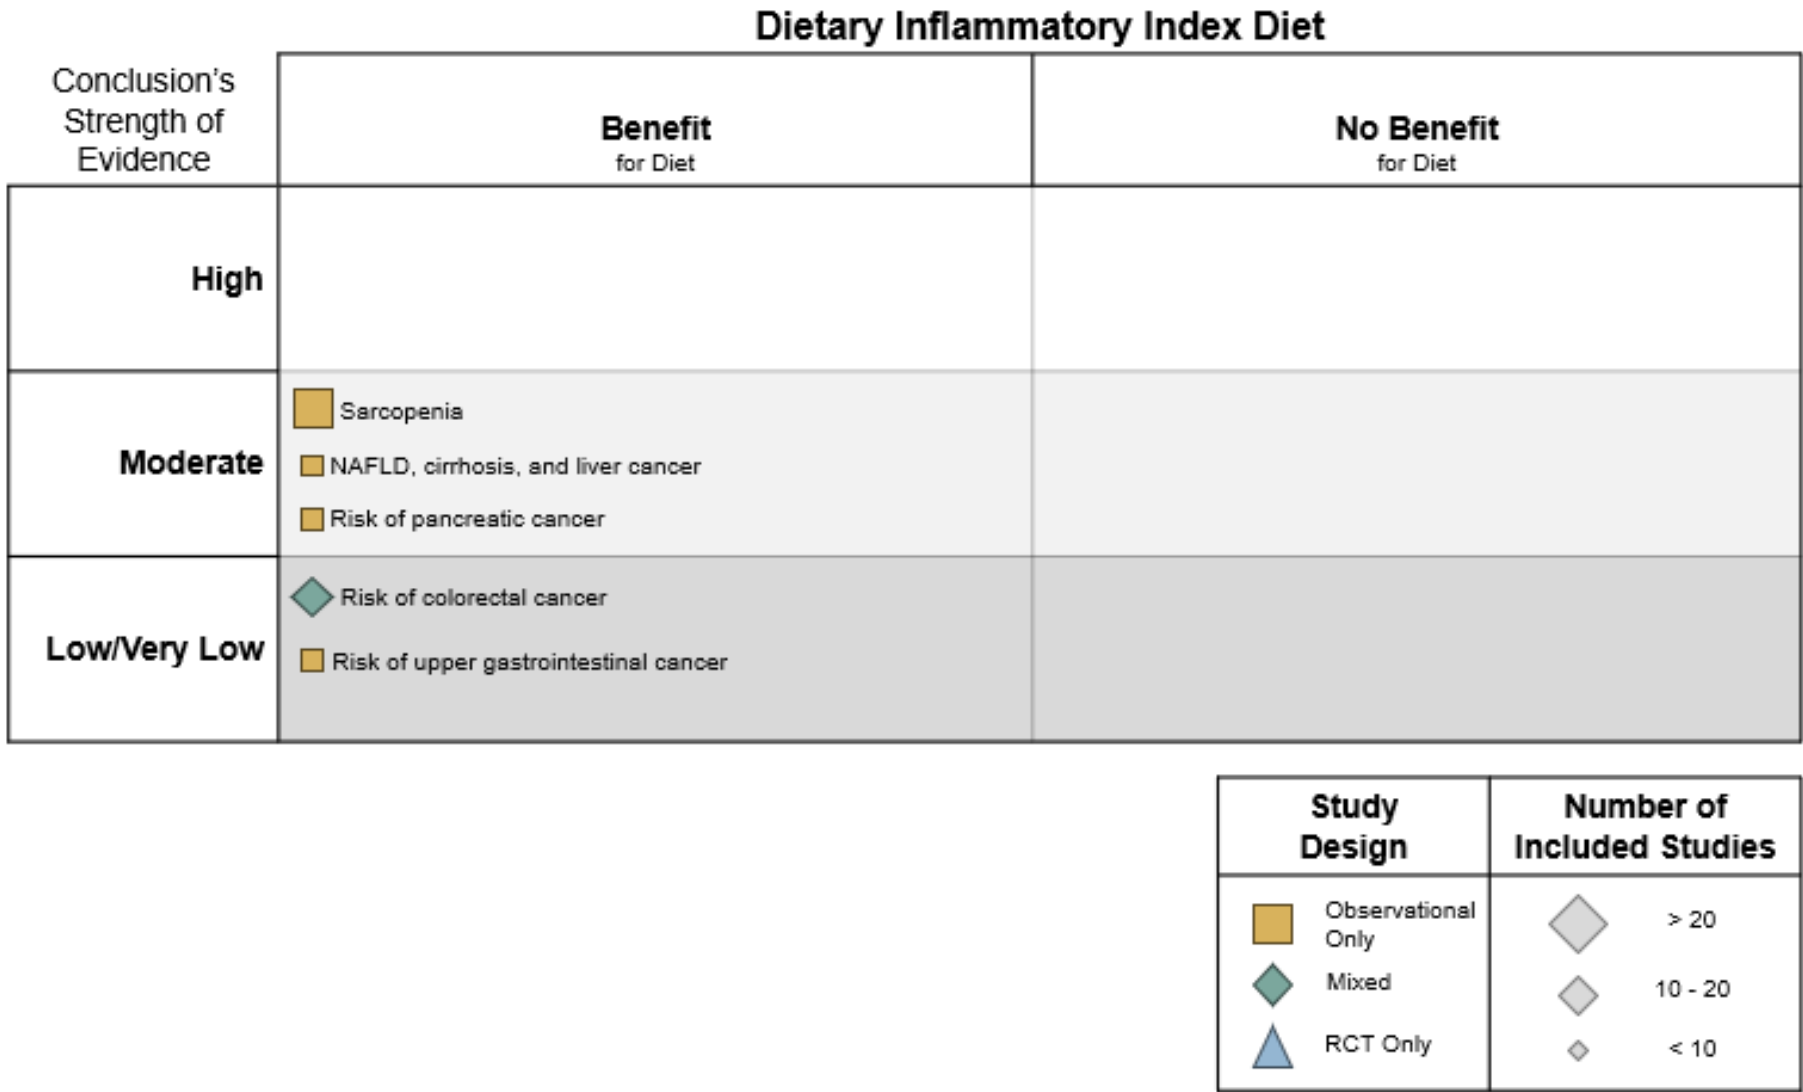 Dietary Inflammatory Index Diet
Conclusion's
Strength of
Evidence
Benefit
for Diet
No Benefit
for Diet
High
Moderate
Sarcopenia
NAFLD, cirrhosis, and liver cancer
Risk of pancreatic cancer
Low/Very Low
Risk of colorectal cancer
Risk of upper gastrointestinal cancer
Study
Design
Number of
Included Studies
Observational
Only
> 20
Mixed
10 - 20
RCT Only
< 10